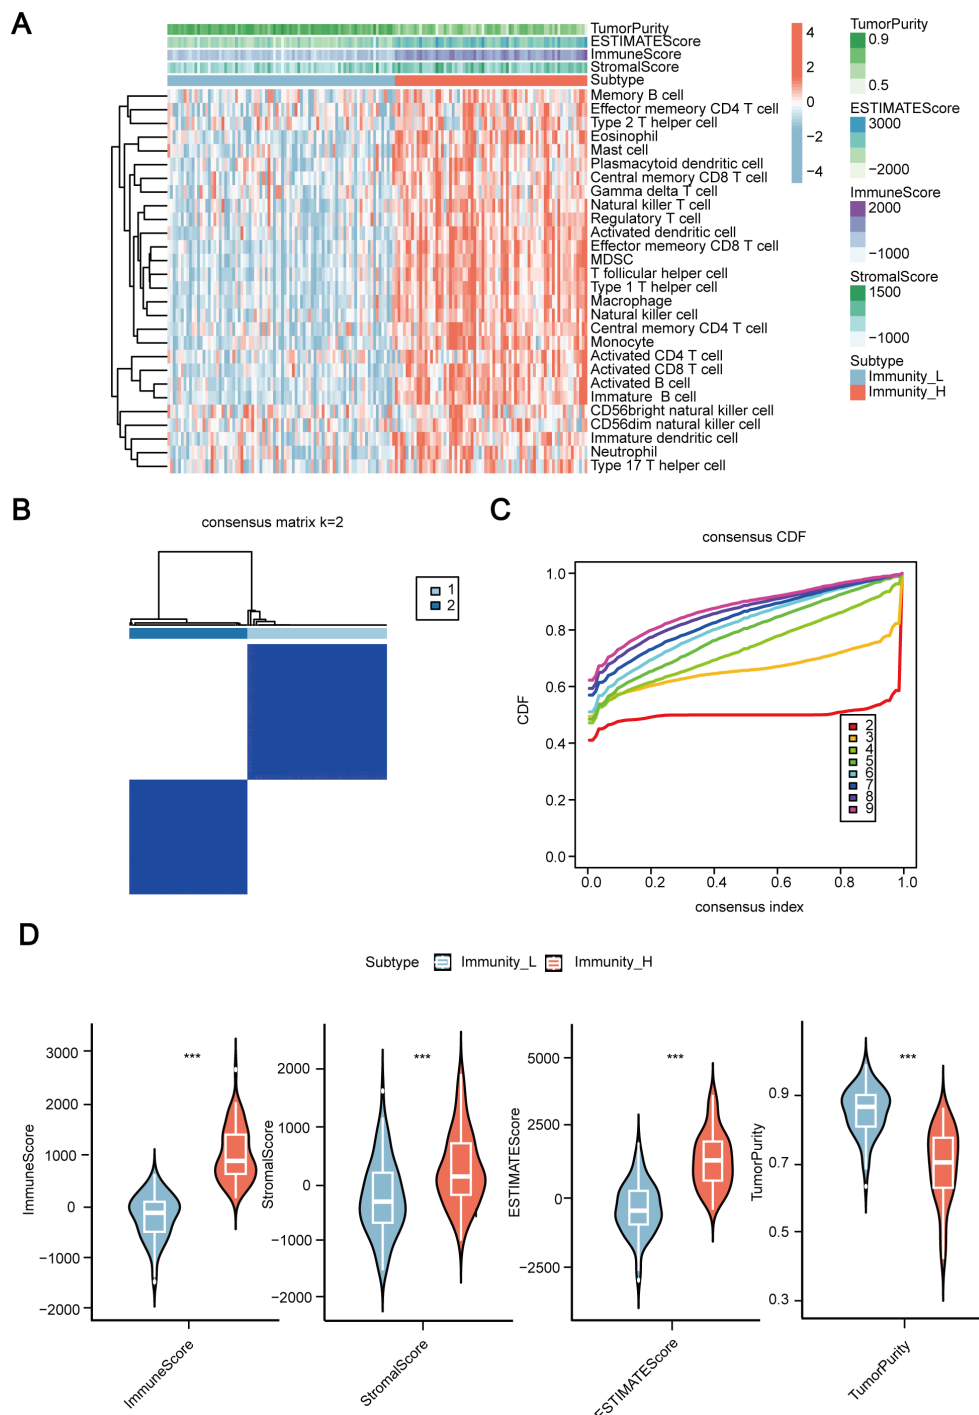 A
TumorPurity
ESTIMATEScore
ImmuneScore
StromalScore
Subtype
Memory B cell
Effector memeory CD4 T cell
Type 2 T helper cell
Eosinophil
Mast cell
Plasmacytoid dendritic cell
Central memory CD8 T cell
Gamma delta T cell
Natural killer T cell
Regulatory T cell
Activated dendritic cell
Effector memeory CD8 T cell
MDSC
T follicular helper cell
Type 1 T helper cell
Macrophage
Natural killer cell
Central memory CD4 T cell
Monocyte
Activated CD4 T cell
Activated CD8 T cell
Activated B cell
Immature B cell
CD56bright natural killer cell
CD56dim natural killer cell
Immature dendritic cell
Neutrophil
Type 17 T helper cell
4
2
0
−2
−4
TumorPurity
0.9
0.5
ESTIMATEScore
3000
−2000
ImmuneScore
2000
−1000
StromalScore
1500
−1000
Subtype
Immunity_L
Immunity_H
B
consensus matrix k=2
1
2
C
consensus CDF
CDF
1.0
0.8
0.6
0.4
0.2
0.0
0.0 0.2 0.4 0.6 0.8 1.0
consensus index
2
3
4
5
6
7
8
9
D
Subtype Immunity_L Immunity_H
ImmuneScore
3000
2000
1000
0
−1000
−2000
***
ImmuneScore
StromalScore
2000
1000
0
−1000
−2000
***
StromalScore
ESTIMATEScore
5000
2500
0
−2500
***
ESTIMATEScore
TumorPurity
0.9
0.7
0.5
0.3
***
TumorPurity